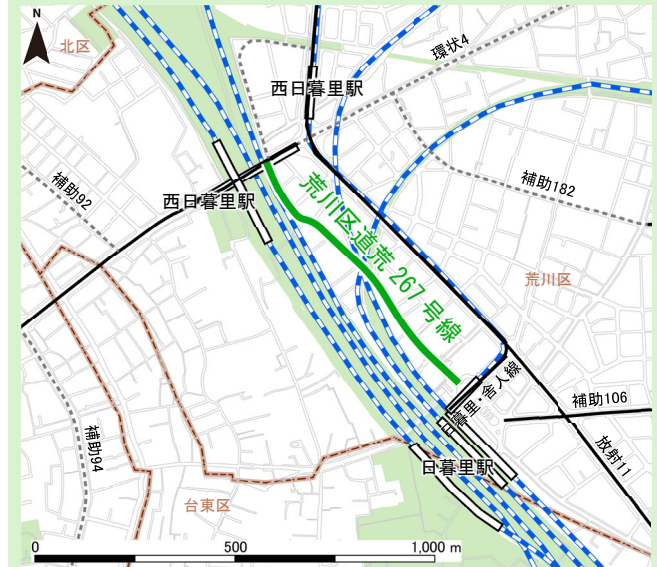 N
北区
環状4
西日暮里駅
補助92
西日暮里駅
補助182
荒川区道荒267号線
荒川区
日暮里・舎人線
補助106
補助94
放射11
日暮里駅
台東区
0 500 1,000 m